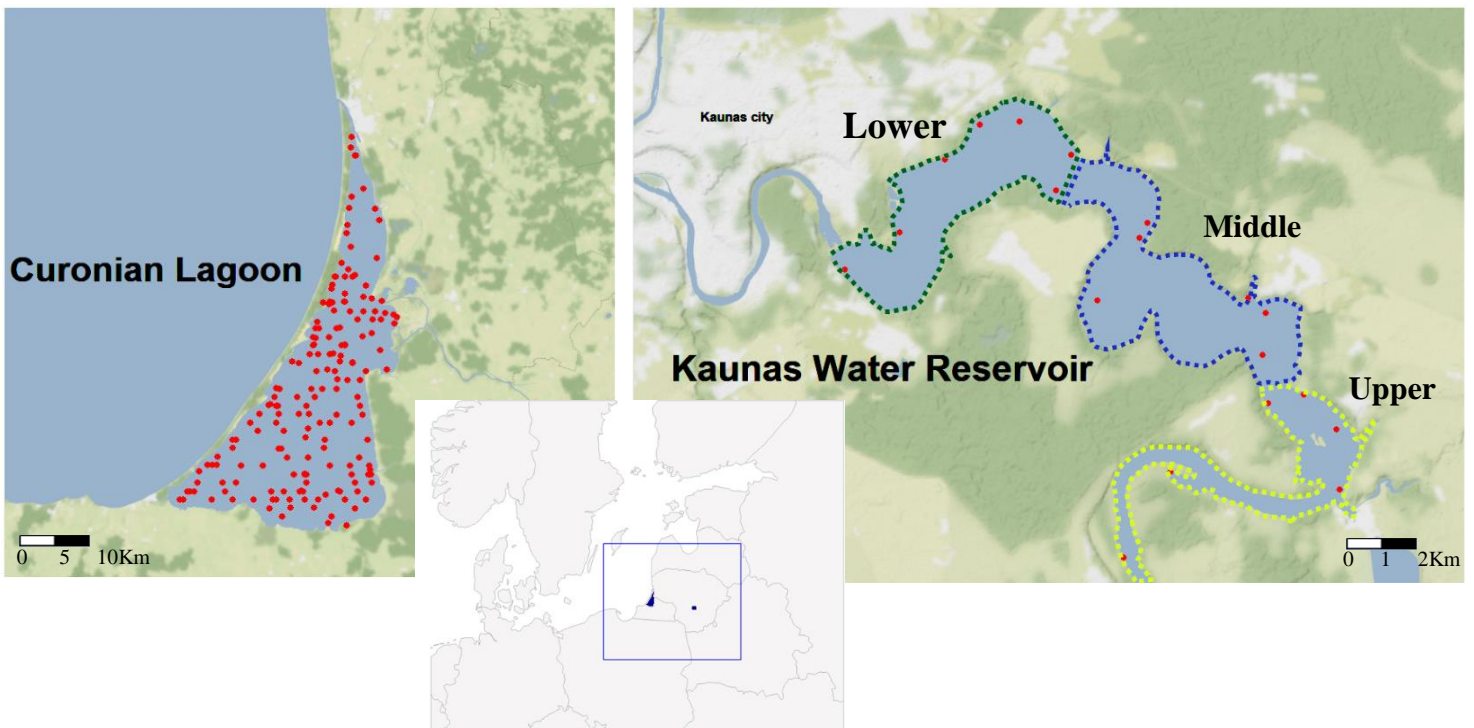 Curonian Lagoon
0 5 10Km
Kaunas city
Lower
Middle
Kaunas Water Reservoir
Upper
0 1 2Km